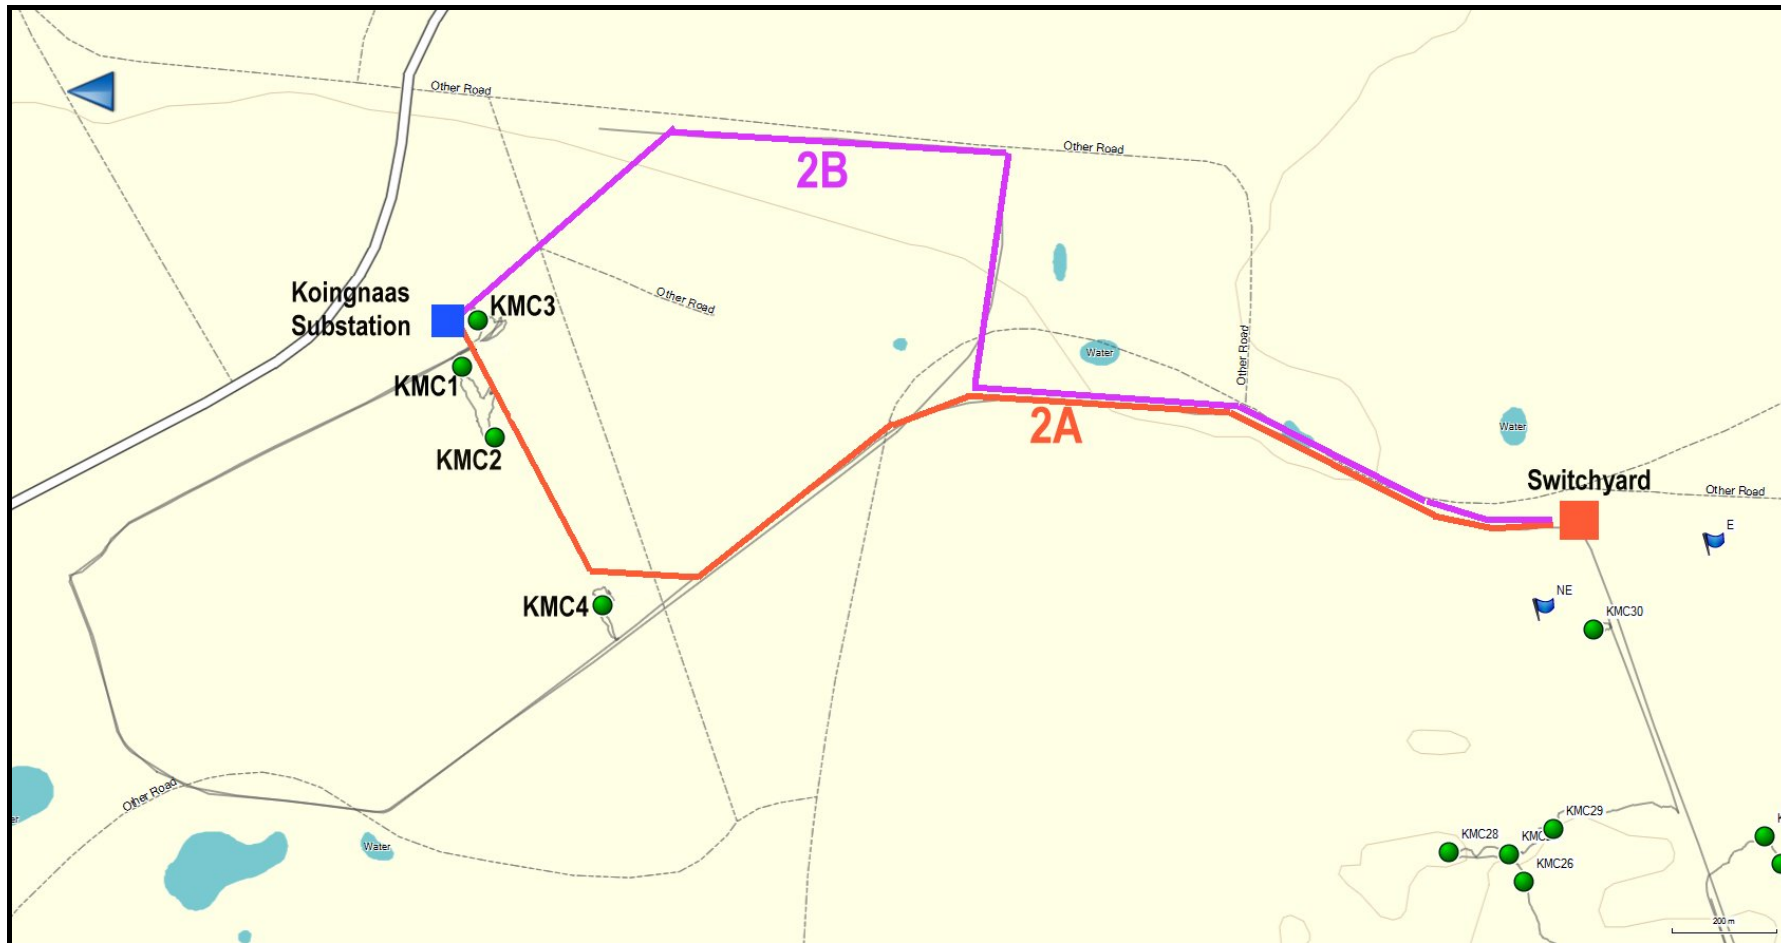 Other Road
Other Road
2B
Koingnaas
Substation
KMC3
Other Road
Other Road
Water
KMC1
2A
KMC2
Water
Switchyard
Other Road
E
KMC4
NE
KMC30
Other Road
Water
KMC29
KMC28
KMC26
200 m